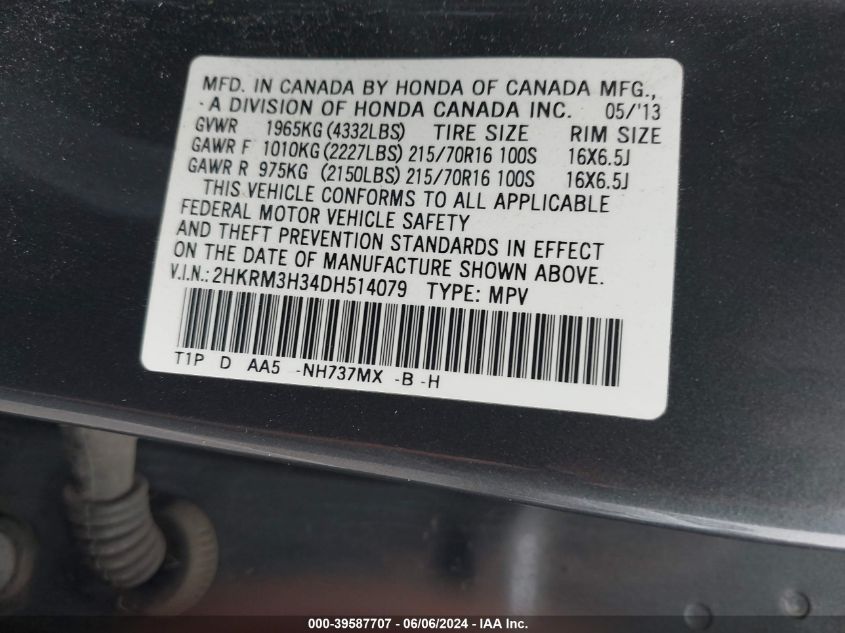 MFD. IN CANADA BY HONDA OF CANADA MFG.,
-A DIVISION OF HONDA CANADA INC. 05/'13
GVWR 1965KG (4332LBS) TIRE SIZE RIM SIZE
GAWR F 1010KG (2227LBS) 215/70R16 100S 16X6.5J
GAWR R 975KG (2150LBS) 215/70R16 100S 16X6.5J
THIS VEHICLE CONFORMS TO ALL APPLICABLE
FEDERAL MOTOR VEHICLE SAFETY
AND THEFT PREVENTION STANDARDS IN EFFECT
ON THE DATE OF MANUFACTURE SHOWN ABOVE.
V.I.N.: 2HKRM3H34DH514079 TYPE: MPV
T1P D AA5 -NH737MX -B -H
000-39587707 - 06/06/2024 - IAA Inc.